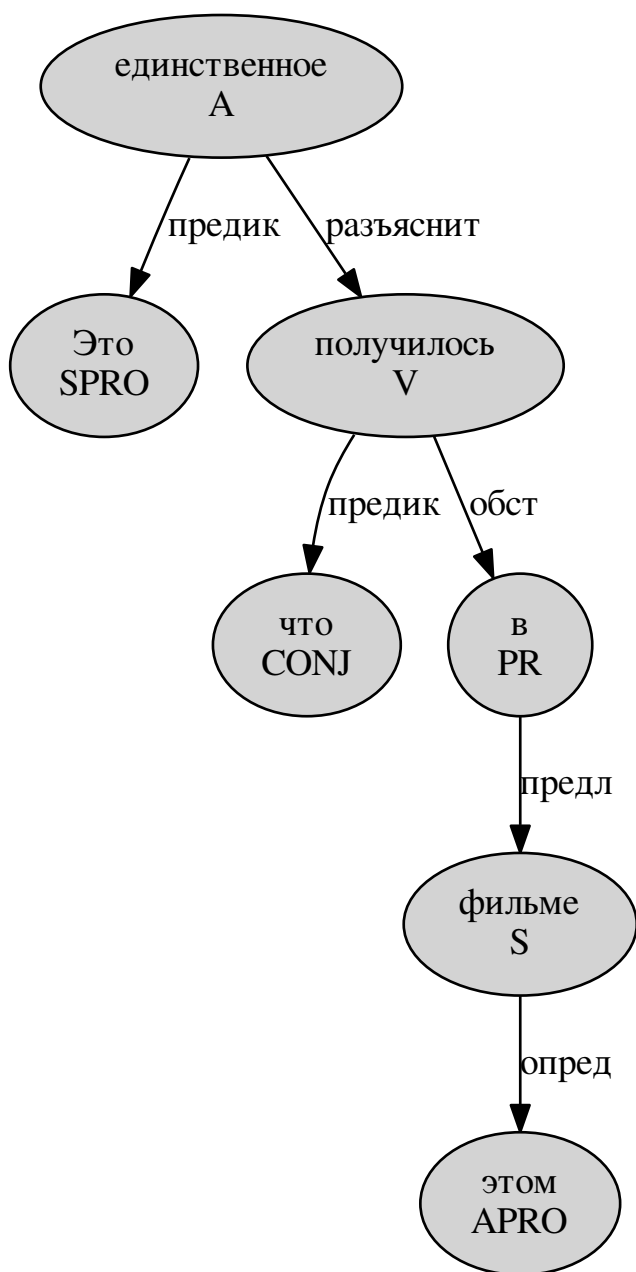 единственное
A
предик
разъяснит
Это
SPRO
получилось
V
предик
обст
что
CONJ
в
PR
предл
фильме
S
опред
этом
APRO